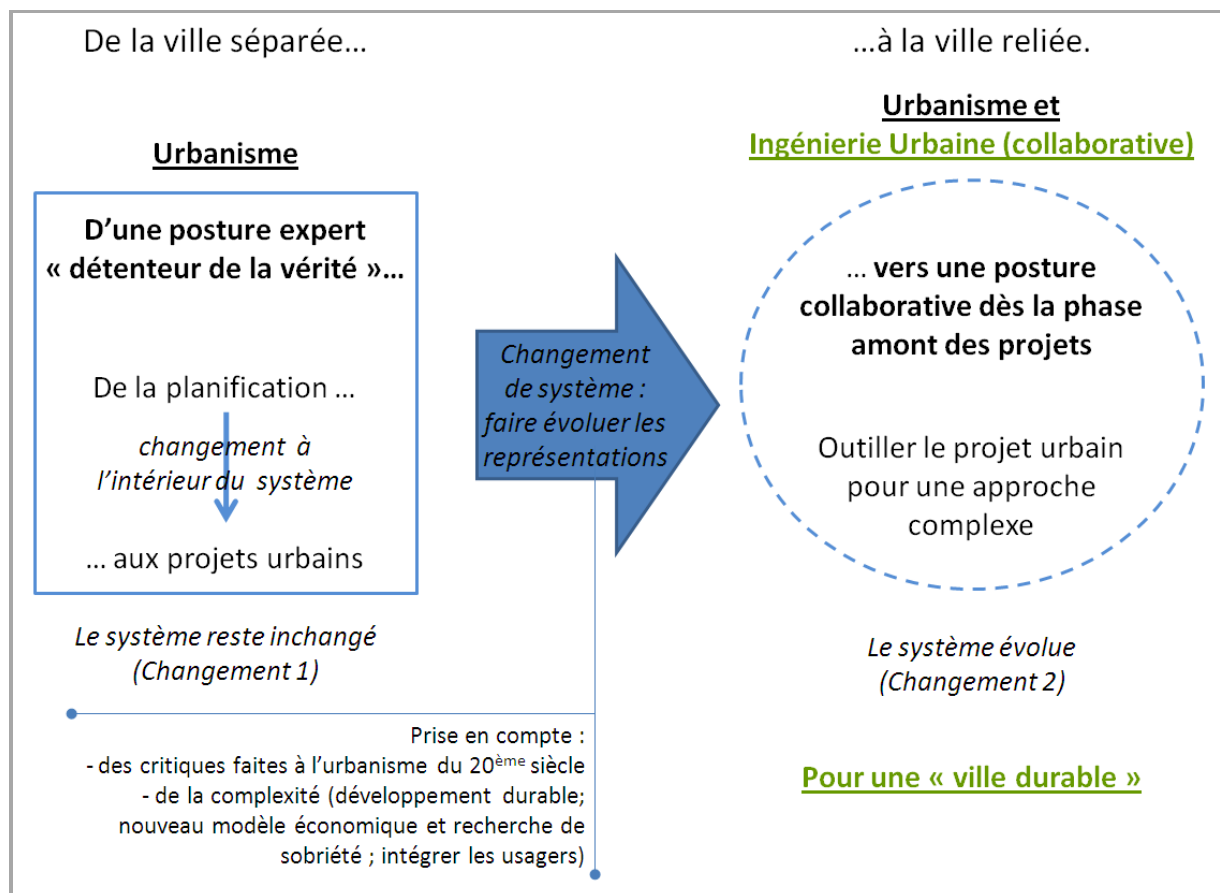 De la ville séparée…
…à la ville reliée.
Urbanisme
Urbanisme et
Ingénierie Urbaine (collaborative)
D’une posture expert
« détenteur de la vérité »…
De la planification …
changement à
l’intérieur du système
… aux projets urbains
Le système reste inchangé
(Changement 1)
Changement
de système :
faire évoluer les
représentations
… vers une posture
collaborative dès la phase
amont des projets
Outiller le projet urbain
pour une approche
complexe
Le système évolue
(Changement 2)
Prise en compte :
- des critiques faites à l’urbanisme du 20ème siècle
- de la complexité (développement durable;
nouveau modèle économique et recherche de
sobriété ; intégrer les usagers)
Pour une « ville durable »